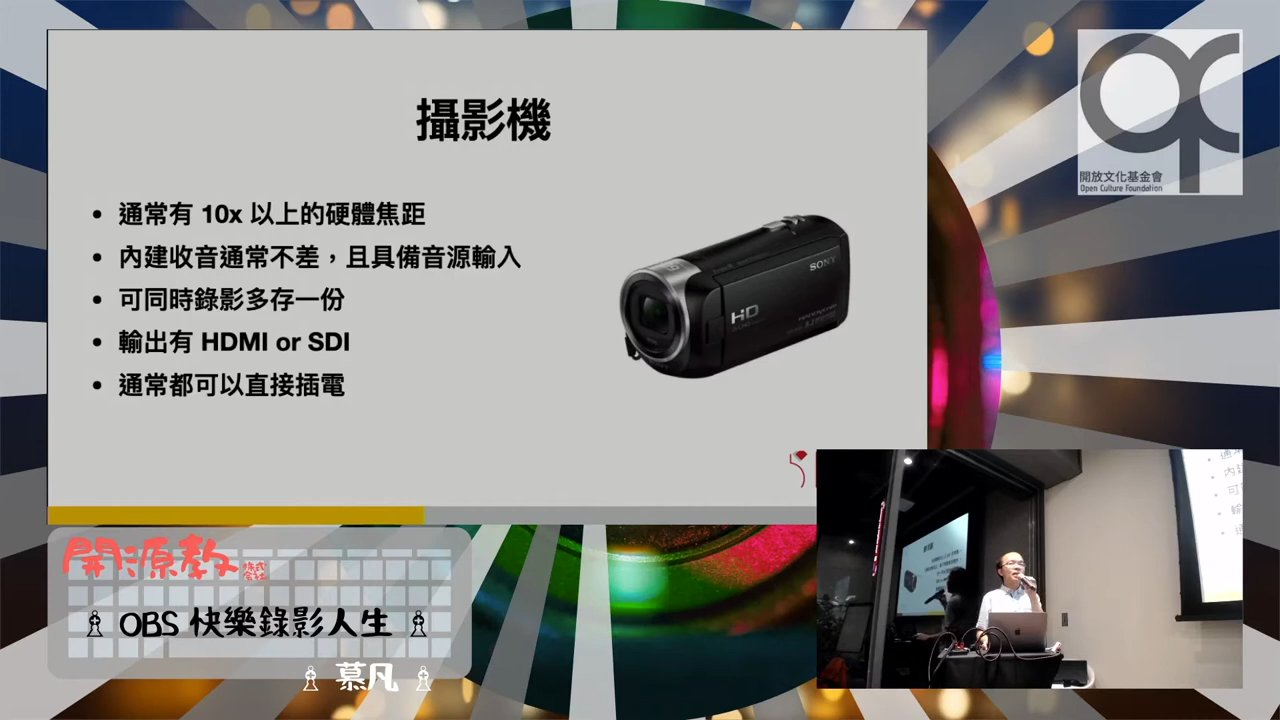 攝影機
通常有 10x 以上的硬體焦距
內建收音通常不差，且具備音源輸入
可同時錄影多存一份
輸出有 HDMI or SDI
通常都可以直接插電
SONY
HD
開放文化基金會
Open Culture Foundation
開源教
株式会社
OBS 快樂錄影人生
慕凡